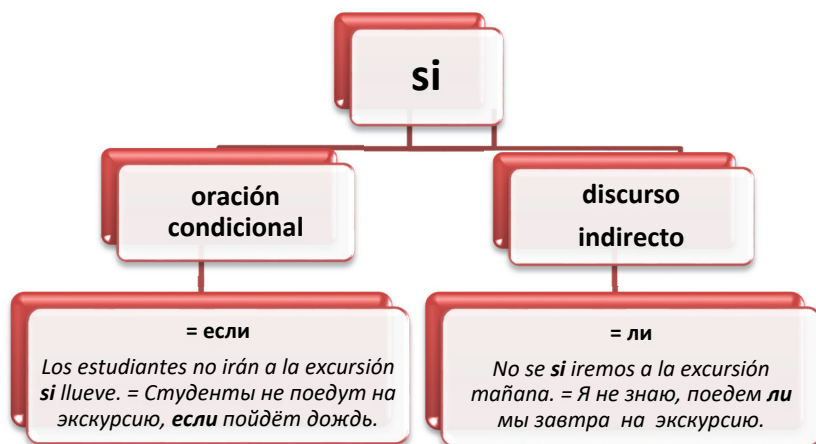 si
oración
condicional
discurso
indirecto
= если
Los estudiantes no irán a la excursión
si llueve. = Студенты не поедут на
экскурсию, если пойдёт дождь.
= ли
No se si iremos a la excursión
mañana. = Я не знаю, поедем ли
мы завтра на экскурсию.